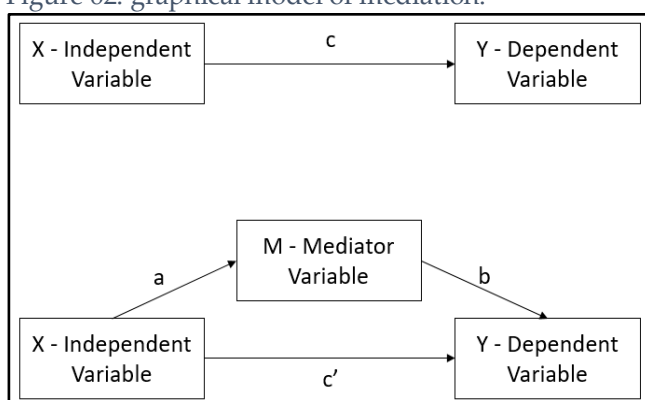 Figure 02: graphical model of mediation.
X - Independent
Variable
c
Y - Dependent
Variable
M - Mediator
Variable
a
b
X - Independent
Variable
c’
Y - Dependent
Variable